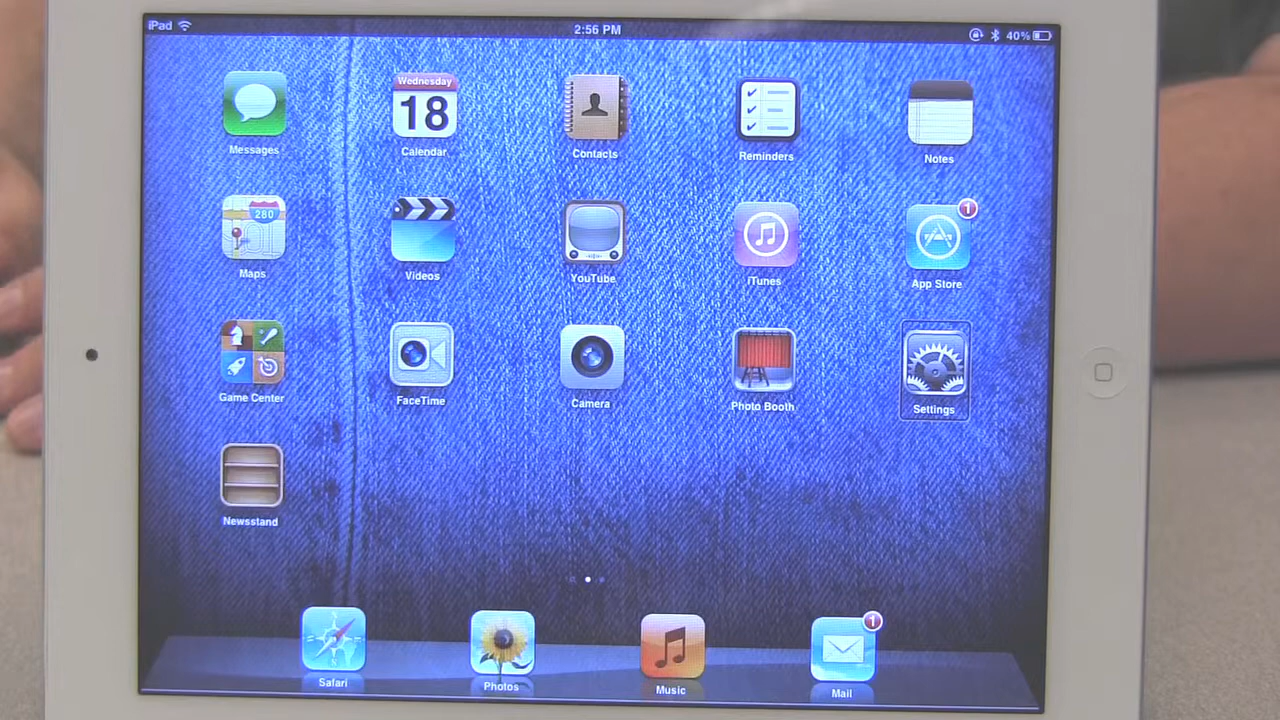 iPad 2:56 PM 40%
Wednesday
18
Messages Calendar Contacts Reminders Notes
280
1
Maps Videos YouTube iTunes App Store
Game Center FaceTime Camera Photo Booth Settings
Newsstand
1
Safari Photos Music Mail